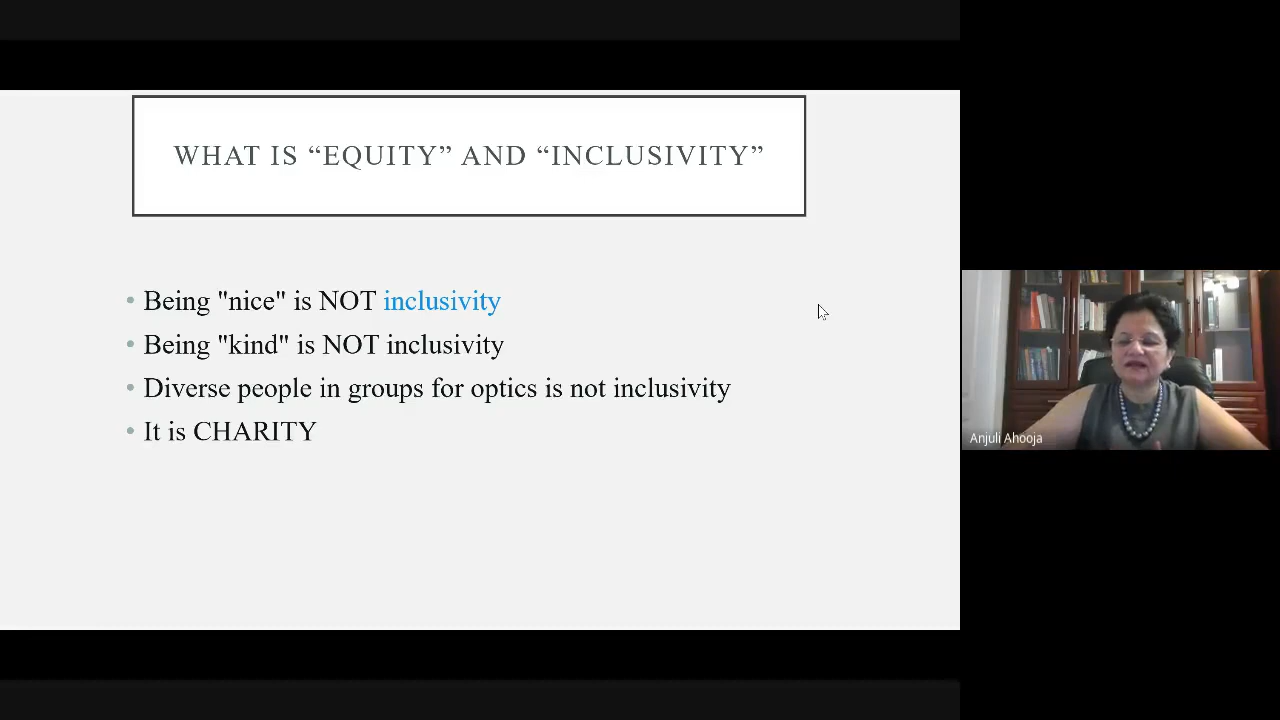 WHAT IS “EQUITY” AND “INCLUSIVITY”
• Being "nice" is NOT inclusivity
• Being "kind" is NOT inclusivity
• Diverse people in groups for optics is not inclusivity
• It is CHARITY
Anjuli Ahooja